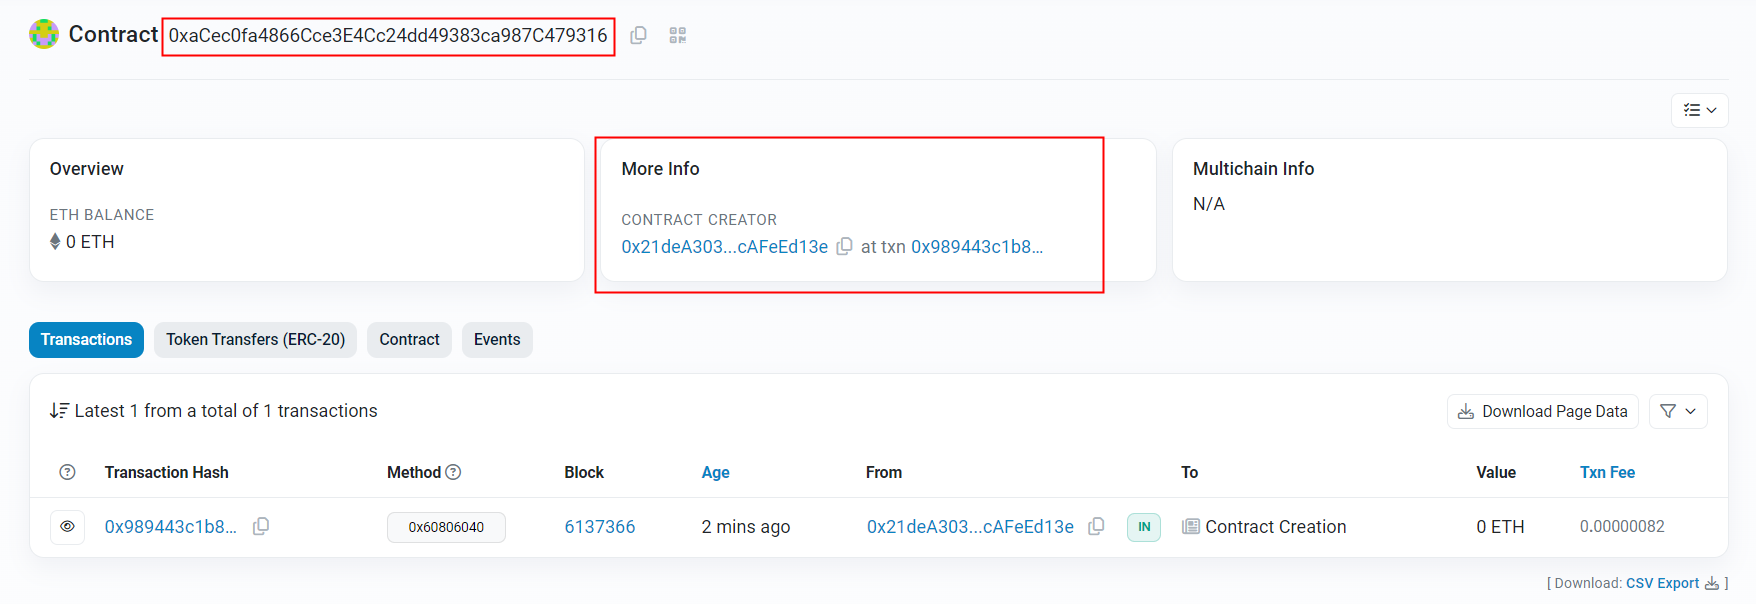 Contract 0xaCec0fa4866Cce3E4Cc24dd49383ca987C479316
Overview
ETH BALANCE
0 ETH
More Info
CONTRACT CREATOR
0x21deA303...cAFeEd13e at txn 0x989443c1b8...
Multichain Info
N/A
Transactions Token Transfers (ERC-20) Contract Events
Latest 1 from a total of 1 transactions
Download Page Data
? Transaction Hash Method ? Block Age From To Value Txn Fee
0x989443c1b8... 0x60806040 6137366 2 mins ago 0x21deA303...cAFeEd13e IN Contract Creation 0 ETH 0.00000082
[ Download: CSV Export ]